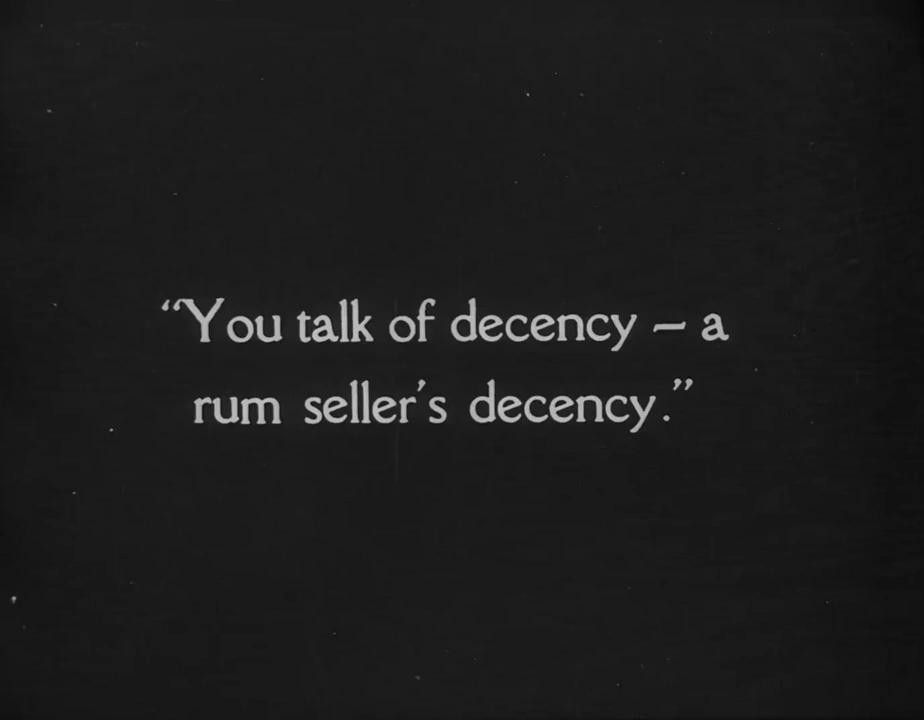 “You talk of decency – a
rum seller’s decency.”